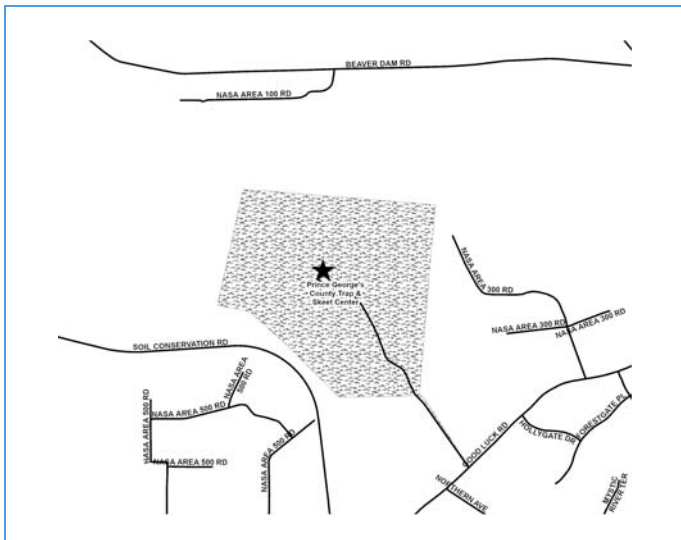 BEAVER DAM RD
NASA AREA 100 RD
Prince George's
County Trap &
Skeet Center
NASA AREA 300 RD
NASA AREA 300 RD
NASA AREA 300 RD
SOIL CONSERVATION RD
NASA AREA
500 RD
NASA AREA 500 RD
NASA AREA 500 RD
NASA AREA 500 RD
NASA AREA 500 RD
GOOD LUCK RD
HOLLYGATE DR
FORESTGATE PL
NORTHERN AVE
MYSTIC
RIVER TER